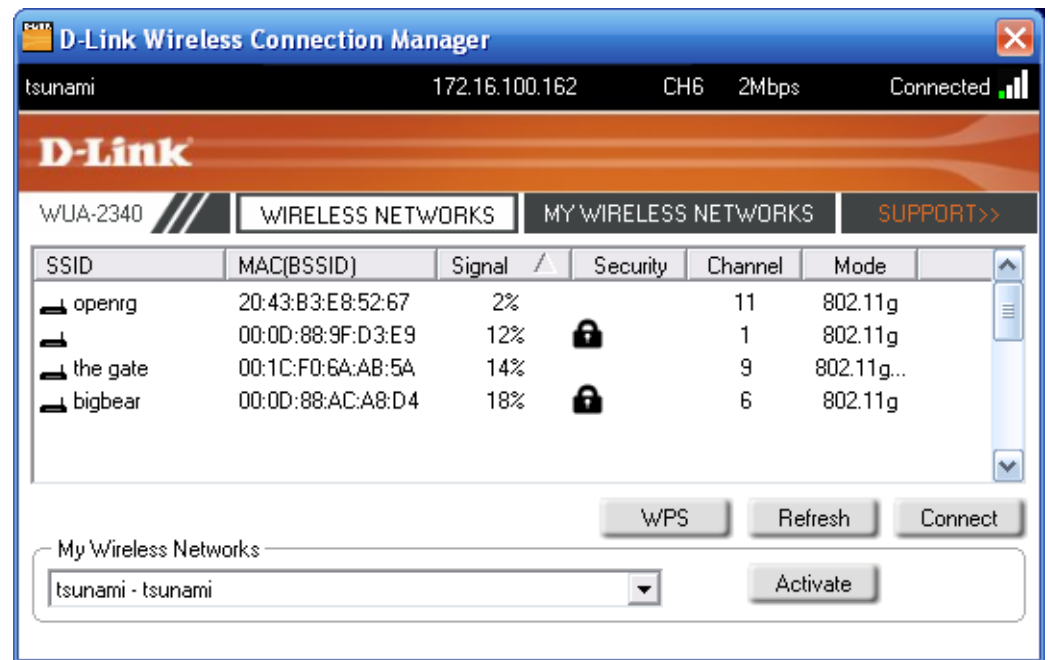 D-Link Wireless Connection Manager
tsunami 172.16.100.162 CH6 2Mbps Connected
D-Link
WUA-2340 WIRELESS NETWORKS MY WIRELESS NETWORKS SUPPORT>>
SSID MAC(BSSID) Signal Security Channel Mode
openrg 20:43:B3:E8:52:67 2% 11 802.11g
00:0D:88:9F:D3:E9 12% 1 802.11g
the gate 00:1C:F0:6A:AB:5A 14% 9 802.11g...
bigbear 00:0D:88:AC:A8:D4 18% 6 802.11g
WPS Refresh Connect
My Wireless Networks
tsunami - tsunami Activate